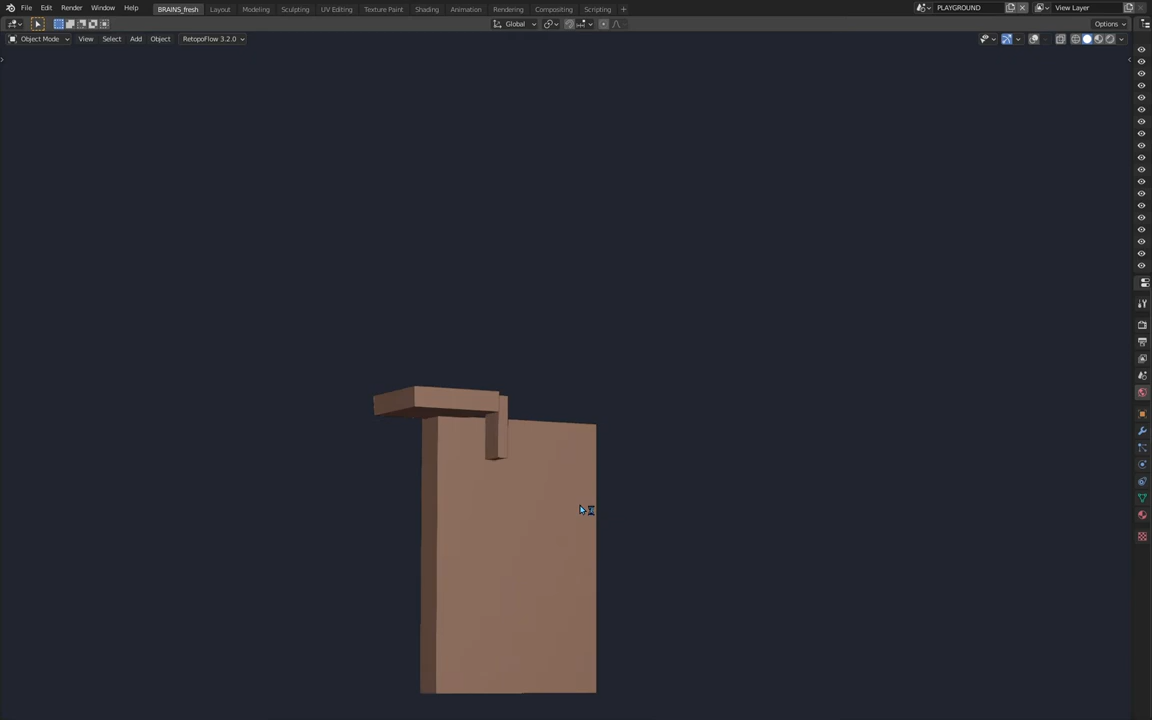 File Edit Render Window Help BRAINS_fresh Layout Modeling Sculpting UV Editing Texture Paint Shading Animation Rendering Compositing Scripting + PLAYGROUND View Layer
Global Options
Object Mode View Select Add Object RetopoFlow 3.2.0